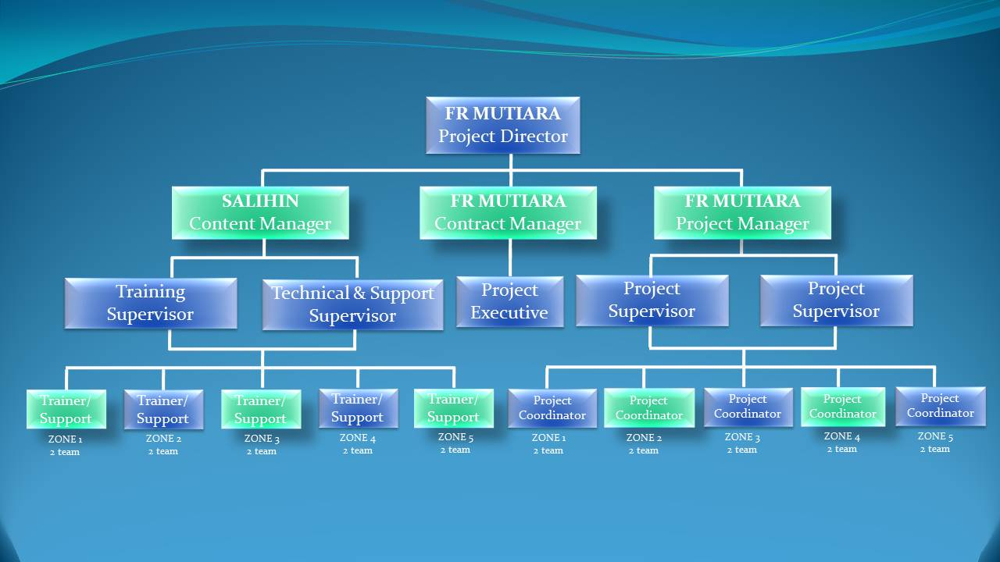 FR MUTIARA
Project Director
SALIHIN
Content Manager
FR MUTIARA
Contract Manager
FR MUTIARA
Project Manager
Training
Supervisor
Technical & Support
Supervisor
Project
Executive
Project
Supervisor
Project
Supervisor
Trainer/
Support
ZONE 1
2 team
Trainer/
Support
ZONE 2
2 team
Trainer/
Support
ZONE 3
2 team
Trainer/
Support
ZONE 4
2 team
Trainer/
Support
ZONE 5
2 team
Project
Coordinator
ZONE 1
2 team
Project
Coordinator
ZONE 2
2 team
Project
Coordinator
ZONE 3
2 team
Project
Coordinator
ZONE 4
2 team
Project
Coordinator
ZONE 5
2 team